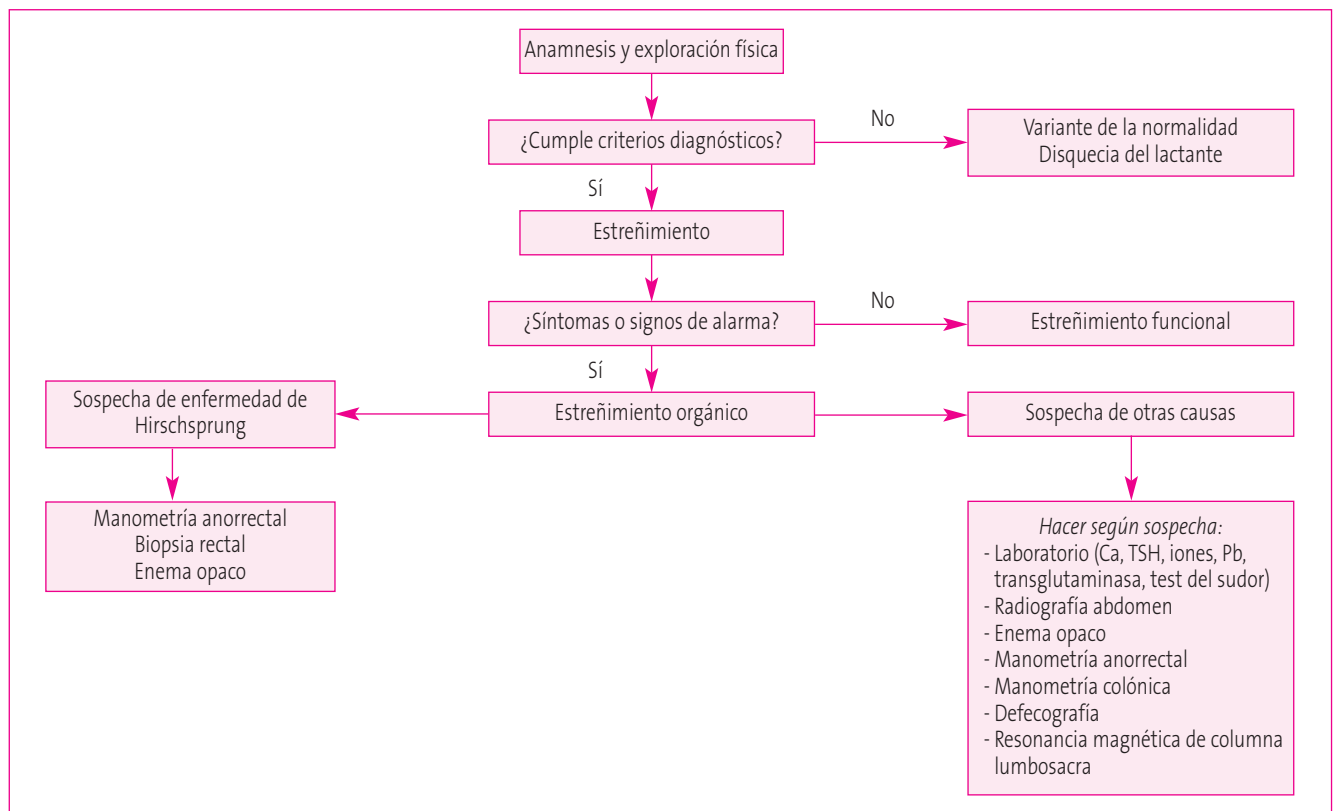 Anamnesis y exploración física
¿Cumple criterios diagnósticos?
No
Variante de la normalidad
Disquecia del lactante
Sí
Estreñimiento
¿Síntomas o signos de alarma?
No
Estreñimiento funcional
Sí
Sospecha de enfermedad de
Hirschsprung
Estreñimiento orgánico
Sospecha de otras causas
Manometría anorrectal
Biopsia rectal
Enema opaco
Hacer según sospecha:
- Laboratorio (Ca, TSH, iones, Pb,
transglutaminasa, test del sudor)
- Radiografía abdomen
- Enema opaco
- Manometría anorrectal
- Manometría colónica
- Defecografía
- Resonancia magnética de columna
lumbosacra